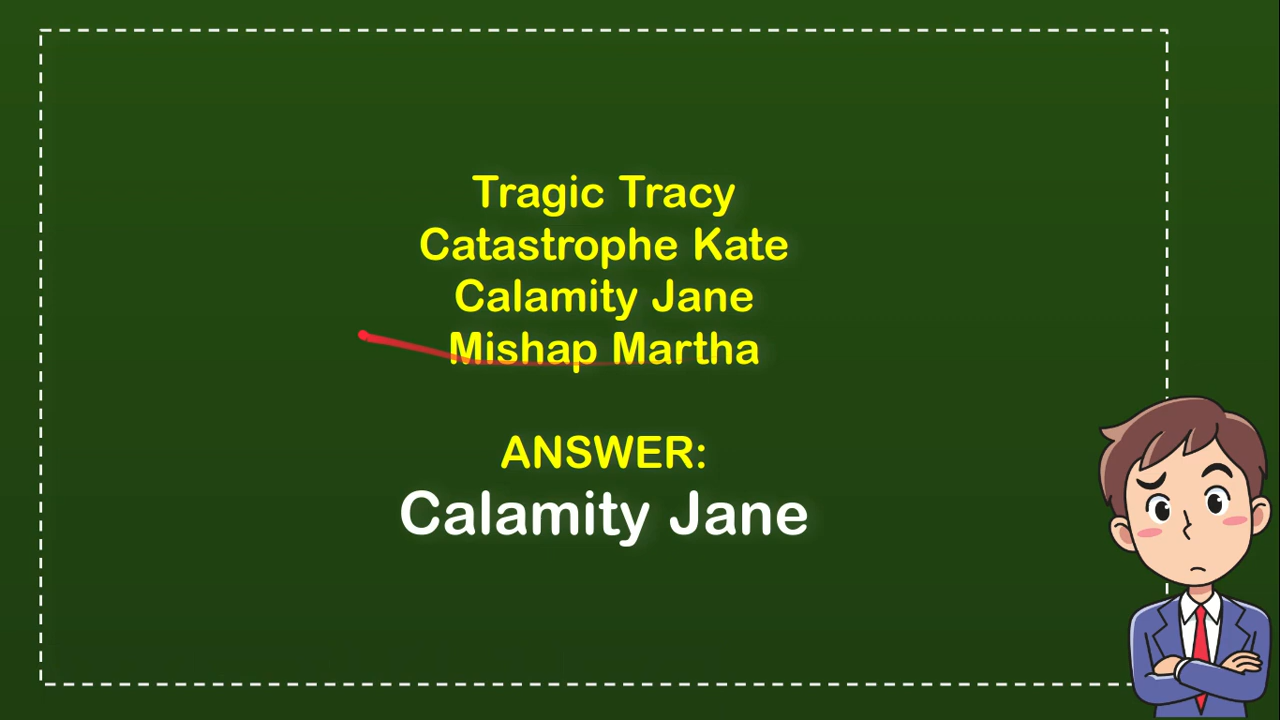 Tragic Tracy
Catastrophe Kate
Calamity Jane
Mishap Martha
ANSWER:
Calamity Jane